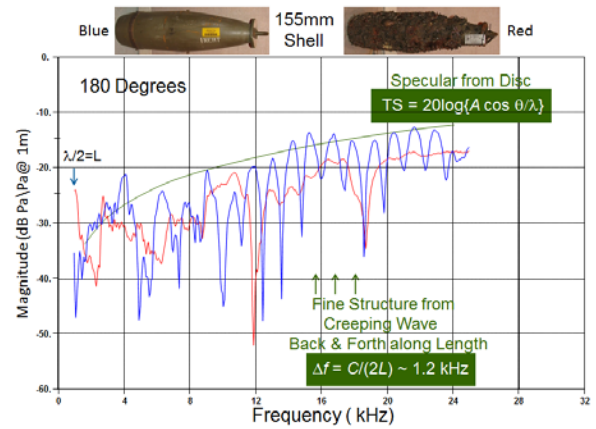 Blue
155mm
Shell
Red
180 Degrees
Specular from Disc
TS = 20log{A cos θ/λ}
λ/2=L
Magnitude (dB Pa\Pa@ 1m)
0.
-10.
-20.
-30.
-40.
-50.
-60.
Fine Structure from
Creeping Wave
Back & Forth along Length
Δf = C/(2L) ~ 1.2 kHz
0 4 8 12 16 20 24 28 32
Frequency ( kHz)